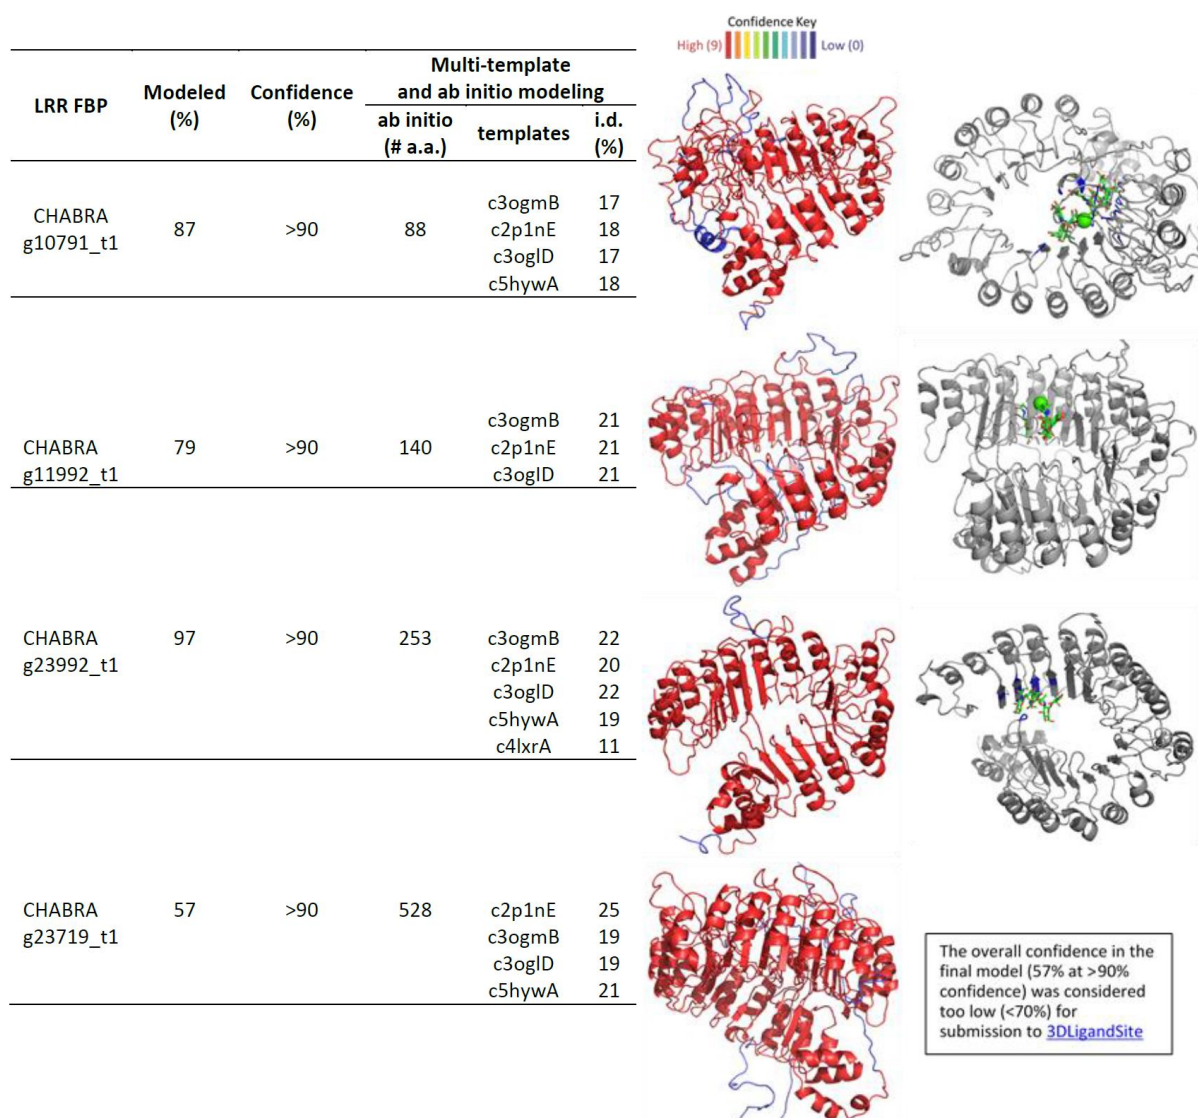 Confidence Key
High (9) Low (0)
LRR FBP
Modeled
(%)
Confidence
(%)
Multi-template
and ab initio modeling
ab initio
(# a.a.)
templates
i.d.
(%)
CHABRA
g10791_t1
87
>90
88
c3ogmB 17
c2p1nE 18
c3oglD 17
c5hywA 18
CHABRA
g11992_t1
79
>90
140
c3ogmB 21
c2p1nE 21
c3oglD 21
CHABRA
g23992_t1
97
>90
253
c3ogmB 22
c2p1nE 20
c3oglD 22
c5hywA 19
c4lxrA 11
CHABRA
g23719_t1
57
>90
528
c2p1nE 25
c3ogmB 19
c3oglD 19
c5hywA 21
The overall confidence in the
final model (57% at >90%
confidence) was considered
too low (<70%) for
submission to 3DLigandSite